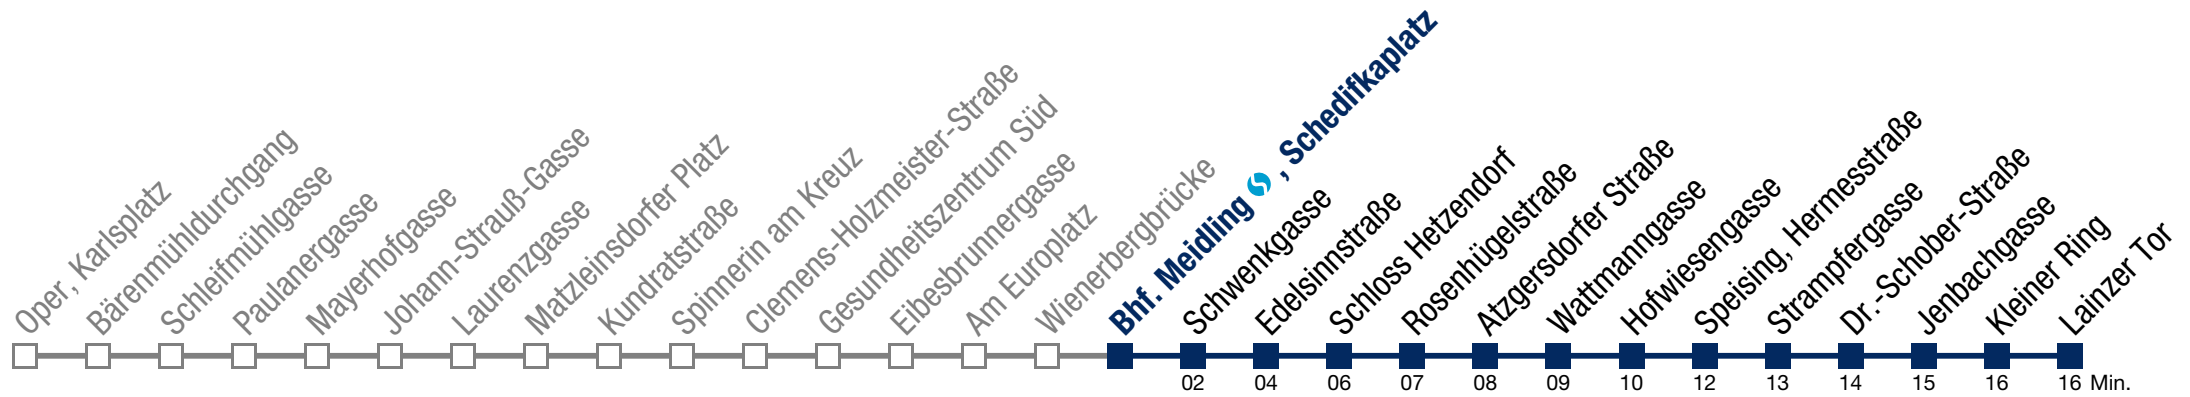 Oper, Karlsplatz
Bärenmühldurchgang
Schleifmühlgasse
Paulanergasse
Mayerhofgasse
Johann-Strauß-Gasse
Laurenzgasse
Matzleinsdorfer Platz
Kundratstraße
Spinnerin am Kreuz
Clemens-Holzmeister-Straße
Gesundheitszentrum Süd
Eibesbrunnergasse
Am Europlatz
Wienerbergbrücke
Bhf. Meidling , Schedifkaplatz
Schwenkgasse
Edelsinnstraße
Schloss Hetzendorf
Rosenhügelstraße
Atzgersdorfer Straße
Wattmanngasse
Hofwiesengasse
Speising, Hermesstraße
Strampfergasse
Dr.-Schober-Straße
Jenbachgasse
Kleiner Ring
Lainzer Tor
02 04 06 07 08 09 10 12 13 14 15 16 16 Min.